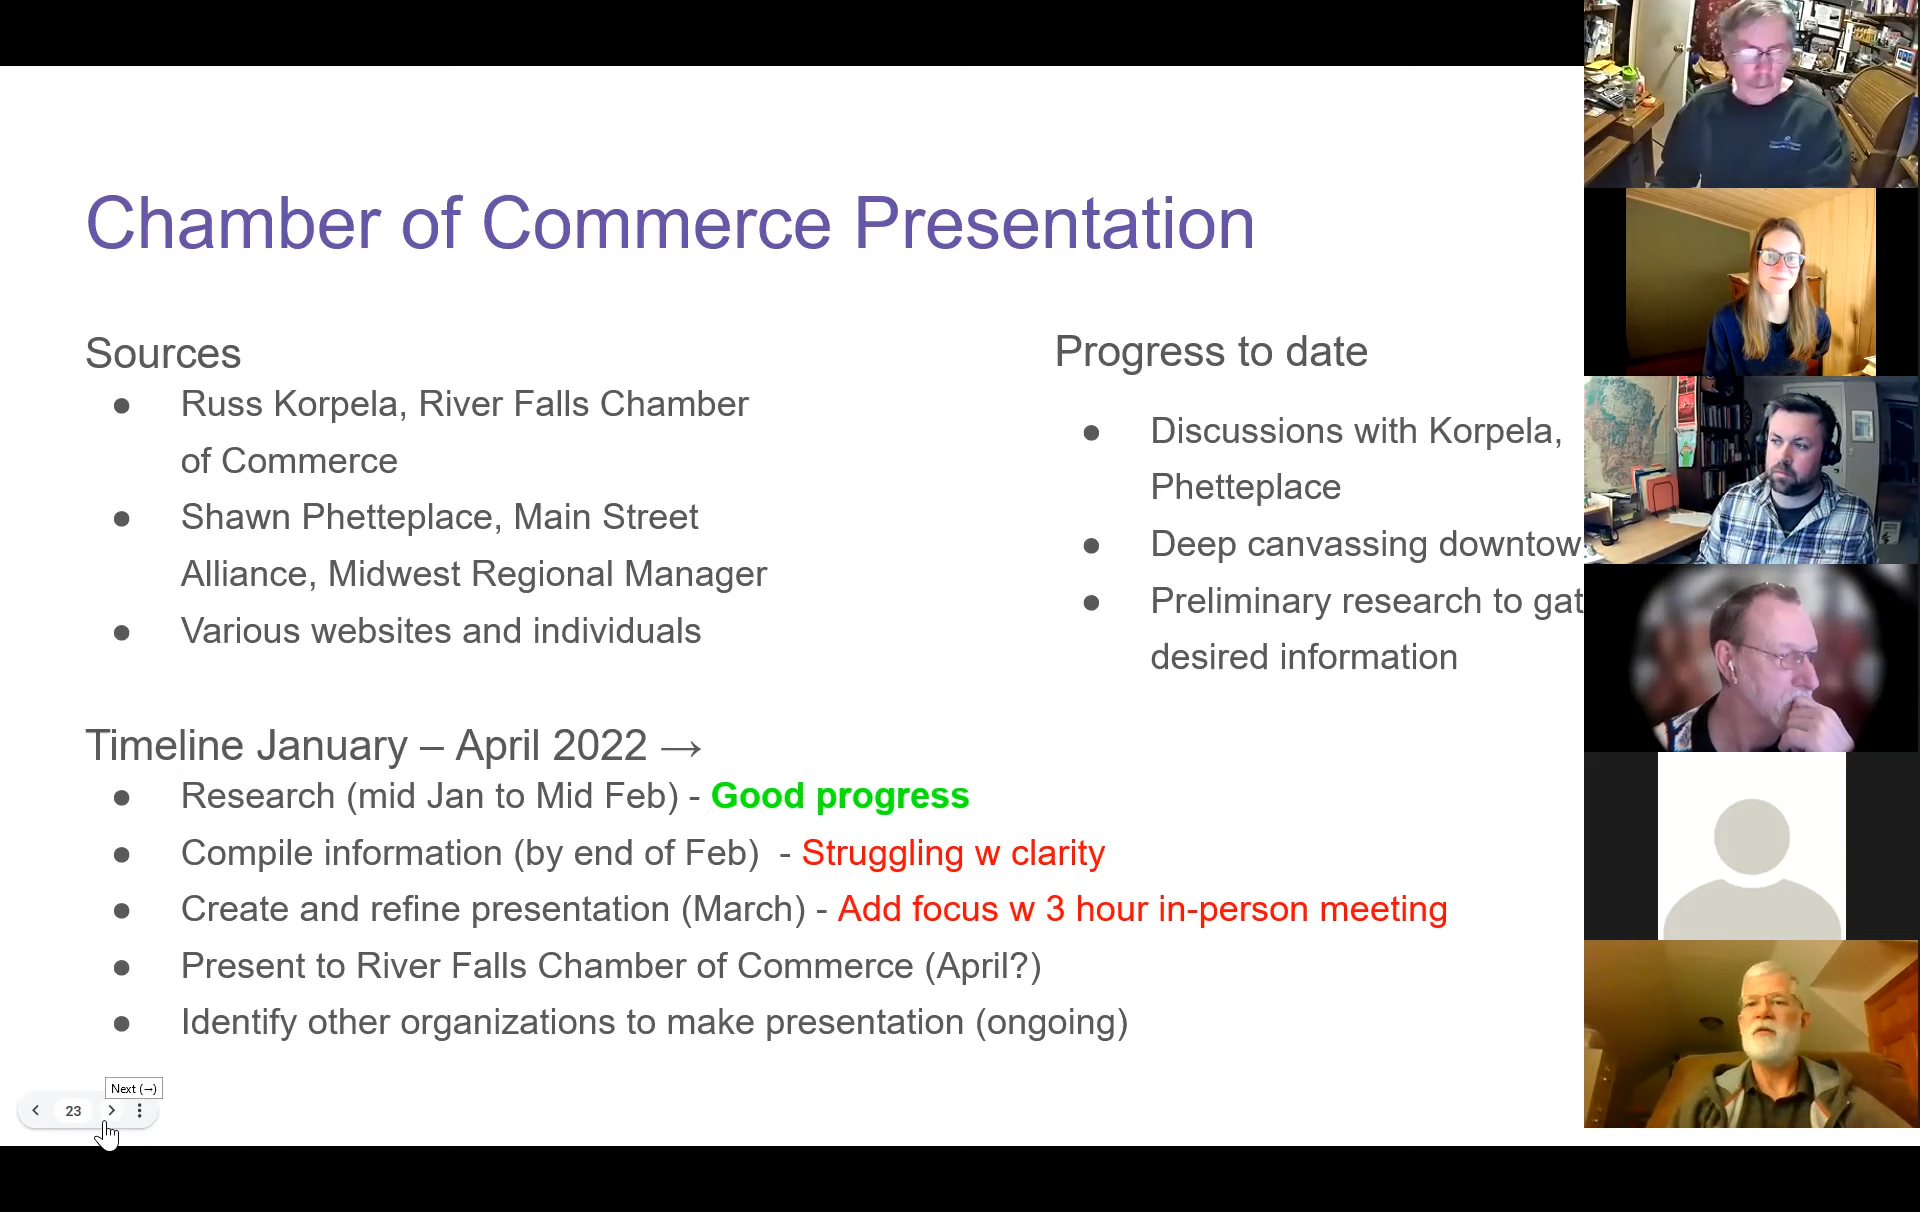 Chamber of Commerce Presentation
Sources
● Russ Korpela, River Falls Chamber
of Commerce
● Shawn Phetteplace, Main Street
Alliance, Midwest Regional Manager
● Various websites and individuals
Progress to date
● Discussions with Korpela,
Phetteplace
● Deep canvassing downtow
● Preliminary research to gat
desired information
Timeline January – April 2022 →
● Research (mid Jan to Mid Feb) - Good progress
● Compile information (by end of Feb)  - Struggling w clarity
● Create and refine presentation (March) - Add focus w 3 hour in-person meeting
● Present to River Falls Chamber of Commerce (April?)
● Identify other organizations to make presentation (ongoing)
Next (→)
23